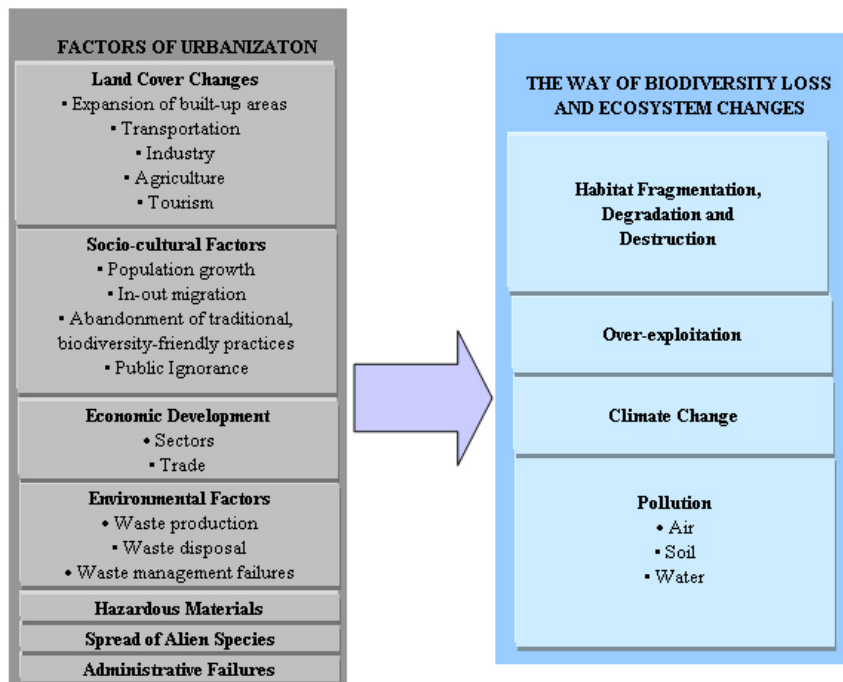 FACTORS OF URBANIZATON
Land Cover Changes
▪ Expansion of built-up areas
▪ Transportation
▪ Industry
▪ Agriculture
▪ Tourism
Socio-cultural Factors
▪ Population growth
▪ In-out migration
▪ Abandonment of traditional,
biodiversity-friendly practices
▪ Public Ignorance
Economic Development
• Sectors
▪ Trade
Environmental Factors
• Waste production
▪ Waste disposal
• Waste management failures
Hazardous Materials
Spread of Alien Species
Administrative Failures
THE WAY OF BIODIVERSITY LOSS
AND ECOSYSTEM CHANGES
Habitat Fragmentation,
Degradation and
Destruction
Over-exploitation
Climate Change
Pollution
• Air
▪ Soil
▪ Water